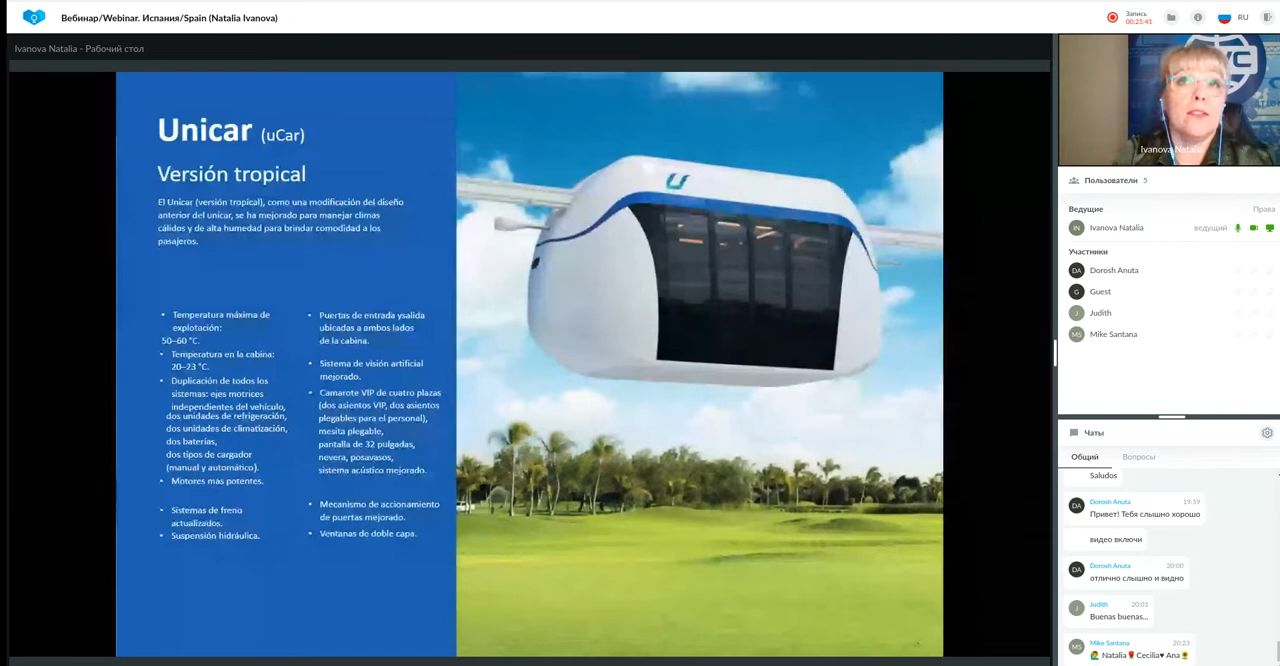 Вебинар/Webinar. Испания/Spain (Natalia Ivanova)
Запись
00:25:41
RU
Ivanova Natalia - Рабочий стол
Unicar (uCar)
Versión tropical
El Unicar (versión tropical), como una modificación del diseño
anterior del unicar, se ha mejorado para manejar climas
cálidos y de alta humedad para brindar comodidad a los
pasajeros.
• Temperatura máxima de
explotación:
50–60 °C.
• Temperatura en la cabina:
20–23 °C.
• Duplicación de todos los
sistemas: ejes motrices
independientes del vehículo,
dos unidades de refrigeración,
dos unidades de climatización,
dos baterías,
dos tipos de cargador
(manual y automático).
• Motores mas potentes.
• Sistemas de freno
actualizados.
• Suspensión hidráulica.
• Puertas de entrada ysalida
ubicadas a ambos lados
de la cabina.
• Sistema de visión artificial
mejorado.
• Camarote VIP de cuatro plazas
(dos asientos VIP, dos asientos
plegables para el personal),
mesita plegable,
pantalla de 32 pulgadas,
nevera, posavasos,
sistema acústico mejorado.
• Mecanismo de accionamiento
de puertas mejorado.
• Ventanas de doble capa.
Ivanova Natalia
Пользователи 5
Ведущие Права
IN Ivanova Natalia ведущий
Участники
DA Dorosh Anuta
G Guest
J Judith
MS Mike Santana
Чаты
Общий Вопросы
Saludos
DA Dorosh Anuta 19:59
Привет! Тебя слышно хорошо
видео включи
DA Dorosh Anuta 20:00
отлично слышно и видно
J Judith 20:01
Buenas buenas...
MS Mike Santana 20:23
🙋‍♂️ Natalia🌹Cecilia♥ Ana🌻